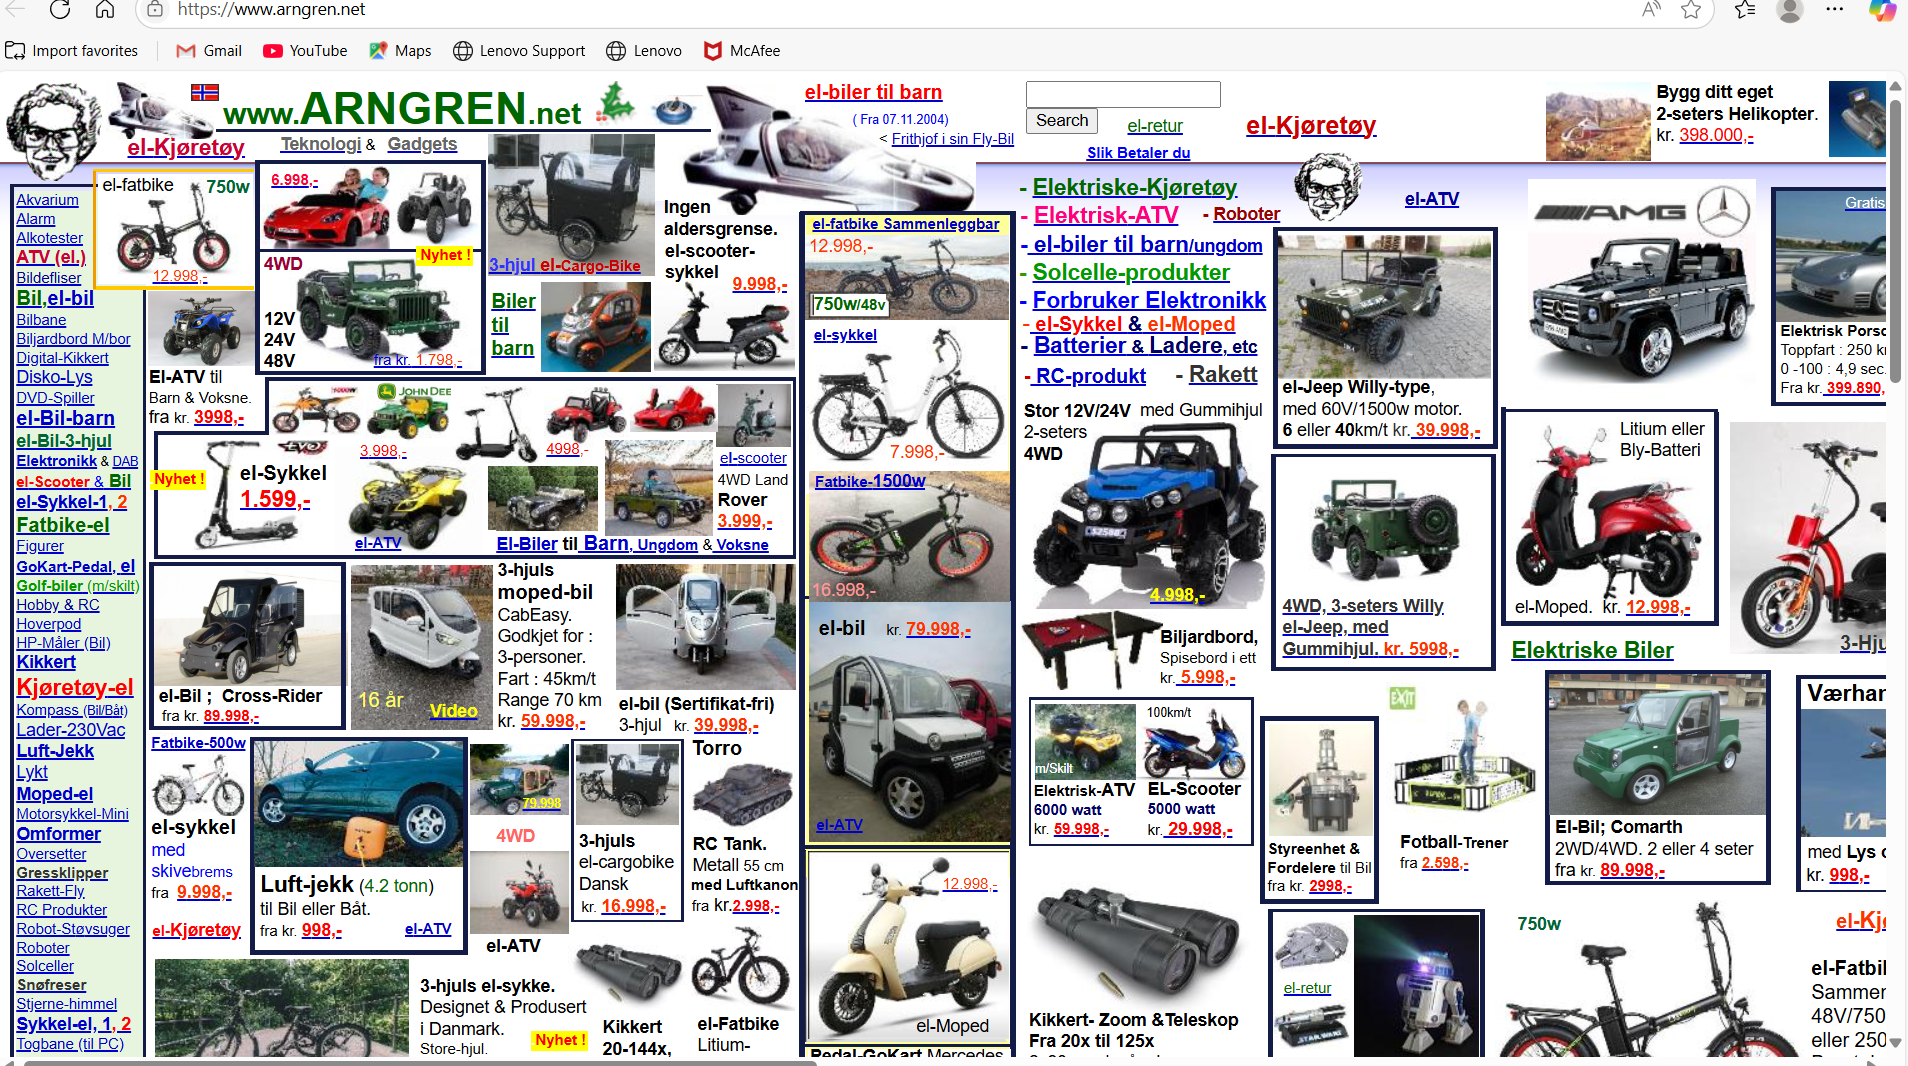 https://www.arngren.net
Import favorites
Gmail
YouTube
Maps
Lenovo Support
Lenovo
McAfee
www.ARNGREN.net
el-Kjøretøy
Teknologi & Gadgets
el-biler til barn
( Fra 07.11.2004)
< Frithjof i sin Fly-Bil
Search
el-retur
Slik Betaler du
el-Kjøretøy
Bygg ditt eget
2-seters Helikopter.
kr. 398.000,-
Akvarium
Alarm
Alkotester
ATV (el.)
Bildefliser
Bil,el-bil
Bilbane
Biljardbord M/bor
Digital-Kikkert
Disko-Lys
DVD-Spiller
el-Bil-barn
el-Bil-3-hjul
Elektronikk & DAB
el-Scooter & Bil
el-Sykkel-1, 2
Fatbike-el
Figurer
GoKart-Pedal, el
Golf-biler (m/skilt)
Hobby & RC
Hoverpod
HP-Måler (Bil)
Kikkert
Kjøretøy-el
Kompass (Bil/Båt)
Lader-230Vac
Luft-Jekk
Lykt
Moped-el
Motorsykkel-Mini
Omformer
Oversetter
Gressklipper
Rakett-Fly
RC Produkter
Robot-Støvsuger
Roboter
Solceller
Snøfreser
Stjerne-himmel
Sykkel-el, 1, 2
Togbane (til PC)
el-fatbike 750w
12.998,-
6.998,-
Nyhet !
4WD
12V
24V
48V
fra kr. 1.798,-
3-hjul el-Cargo-Bike
Biler
til
barn
Ingen
aldersgrense.
el-scooter-
sykkel
9.998,-
El-ATV til
Barn & Voksne.
fra kr. 3998,-
1000W
JOHN DEE
3.998,-
4998,-
EVO
Nyhet !
el-Sykkel
1.599,-
el-ATV
el-scooter
4WD Land
Rover
3.999,-
El-Biler til Barn, Ungdom & Voksne
el-Bil ; Cross-Rider
fra kr. 89.998,-
16 år
Video
3-hjuls
moped-bil
CabEasy.
Godkjet for :
3-personer.
Fart : 45km/t
Range 70 km
kr. 59.998,-
el-bil (Sertifikat-fri)
3-hjul kr. 39.998,-
Fatbike-500w
el-sykkel
med
skivebrems
fra 9.998,-
el-Kjøretøy
Luft-jekk (4.2 tonn)
til Bil eller Båt.
fra kr. 998,-
el-ATV
79.998
4WD
el-ATV
3-hjuls
el-cargobike
Dansk
kr. 16.998,-
Torro
RC Tank.
Metall 55 cm
med Luftkanon
fra kr.2.998,-
3-hjuls el-sykke.
Designet & Produsert
i Danmark.
Store-hjul.
Nyhet !
Kikkert
20-144x,
el-Fatbike
Litium-
el-fatbike Sammenleggbar
12.998,-
750w/48v
el-sykkel
7.998,-
Fatbike-1500w
16.998,-
el-bil kr. 79.998,-
el-ATV
12.998,-
el-Moped
Pedal-GoKart Mercedes
- Elektriske-Kjøretøy
- Elektrisk-ATV - Roboter
- el-biler til barn/ungdom
- Solcelle-produkter
- Forbruker Elektronikk
- el-Sykkel & el-Moped
- Batterier & Ladere, etc
- RC-produkt - Rakett
Stor 12V/24V med Gummihjul
2-seters
4WD
4.998,-
Biljardbord,
Spisebord i ett
kr. 5.998,-
m/Skilt
Elektrisk-ATV
6000 watt
kr. 59.998,-
100km/t
EL-Scooter
5000 watt
kr. 29.998,-
Kikkert- Zoom &Teleskop
Fra 20x til 125x
el-ATV
el-Jeep Willy-type,
med 60V/1500w motor.
6 eller 40km/t kr. 39.998,-
4WD, 3-seters Willy
el-Jeep, med
Gummihjul. kr. 5998,-
Styreenhet &
Fordelere til Bil
fra kr. 2998,-
EXIT
Fotball-Trener
fra 2.598,-
el-retur
STAR WARS
AMG
Gratis
Elektrisk Porsc
Toppfart : 250 k
0 -100 : 4,9 sec.
Fra kr. 399.890,
Litium eller
Bly-Batteri
el-Moped. kr. 12.998,-
3-Hju
Elektriske Biler
El-Bil; Comarth
2WD/4WD. 2 eller 4 seter
fra kr. 89.998,-
Værhar
med Lys o
kr. 998,-
750w
el-Kjø
el-Fatbil
Sammer
48V/750
eller 250